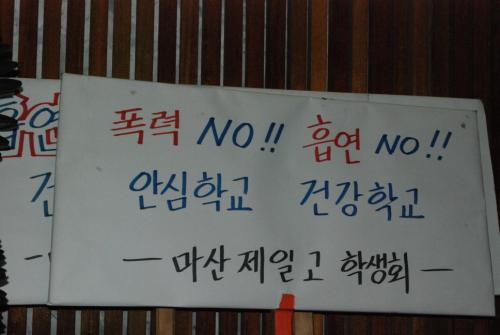 폭력 NO!! 흡연 NO!!
안심학교 건강학교
— 마산제일고 학생회 —